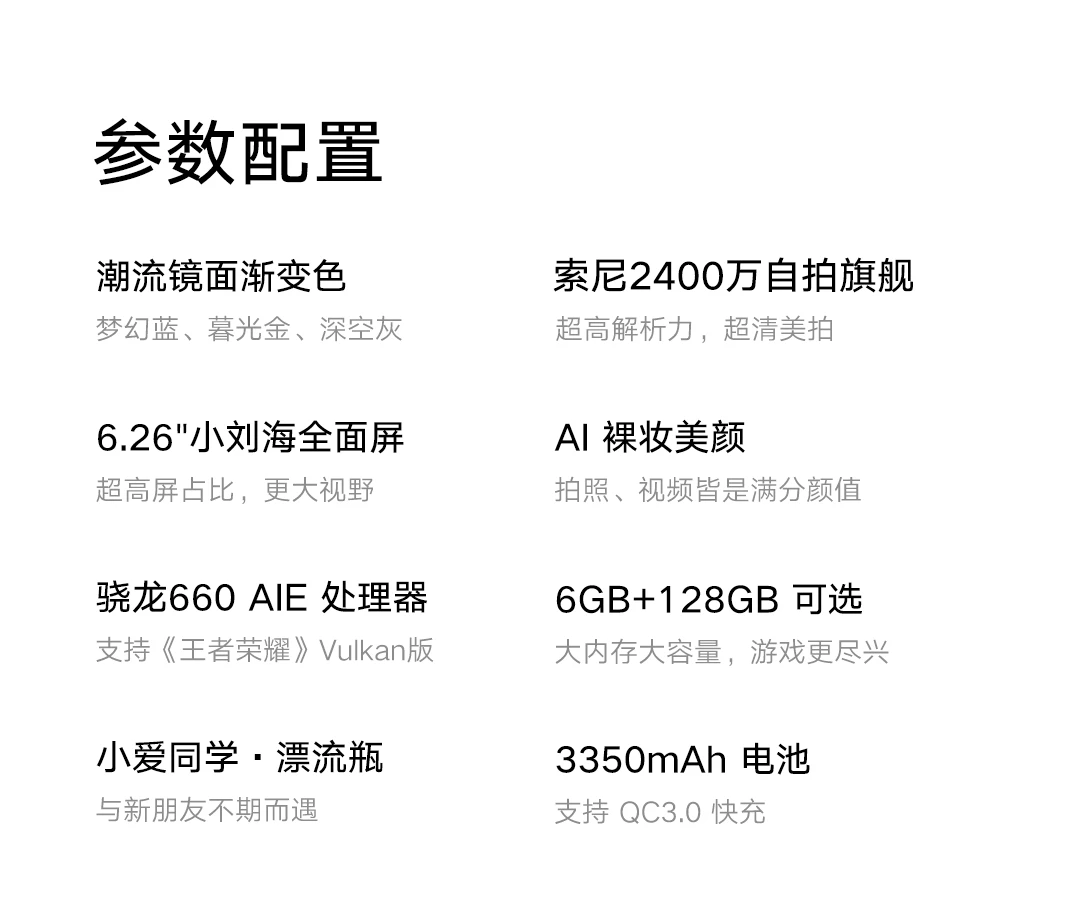 参数配置
潮流镜面渐变色
梦幻蓝、暮光金、深空灰
索尼2400万自拍旗舰
超高解析力，超清美拍
6.26"小刘海全面屏
超高屏占比，更大视野
AI 裸妆美颜
拍照、视频皆是满分颜值
骁龙660 AIE 处理器
支持《王者荣耀》Vulkan版
6GB+128GB 可选
大内存大容量，游戏更尽兴
小爱同学·漂流瓶
与新朋友不期而遇
3350mAh 电池
支持 QC3.0 快充